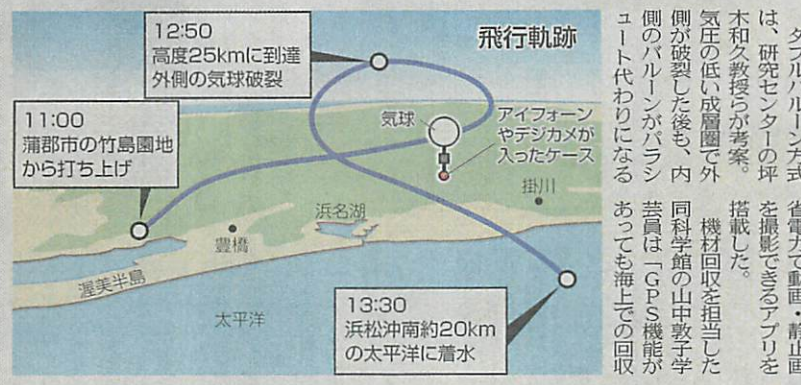 飛行軌跡
12:50
高度25kmに到達
外側の気球破裂
11:00
蒲郡市の竹島園地
から打ち上げ
気球
アイフォーン
やデジカメが
入ったケース
掛川
浜名湖
豊橋
渥美半島
太平洋
13:30
浜松沖南約20km
の太平洋に着水
ダブルバルーン方式
は、研究センターの坪
木和久教授らが考案。
気圧の低い成層圏で外
側が破裂した後も、内
側のバルーンがパラシ
ュート代わりになる
省電力で動画・静止画
を撮影できるアプリを
搭載した。
機材回収を担当した
同科学館の山中敦子学
芸員は「GPS機能が
あっても海上での回収